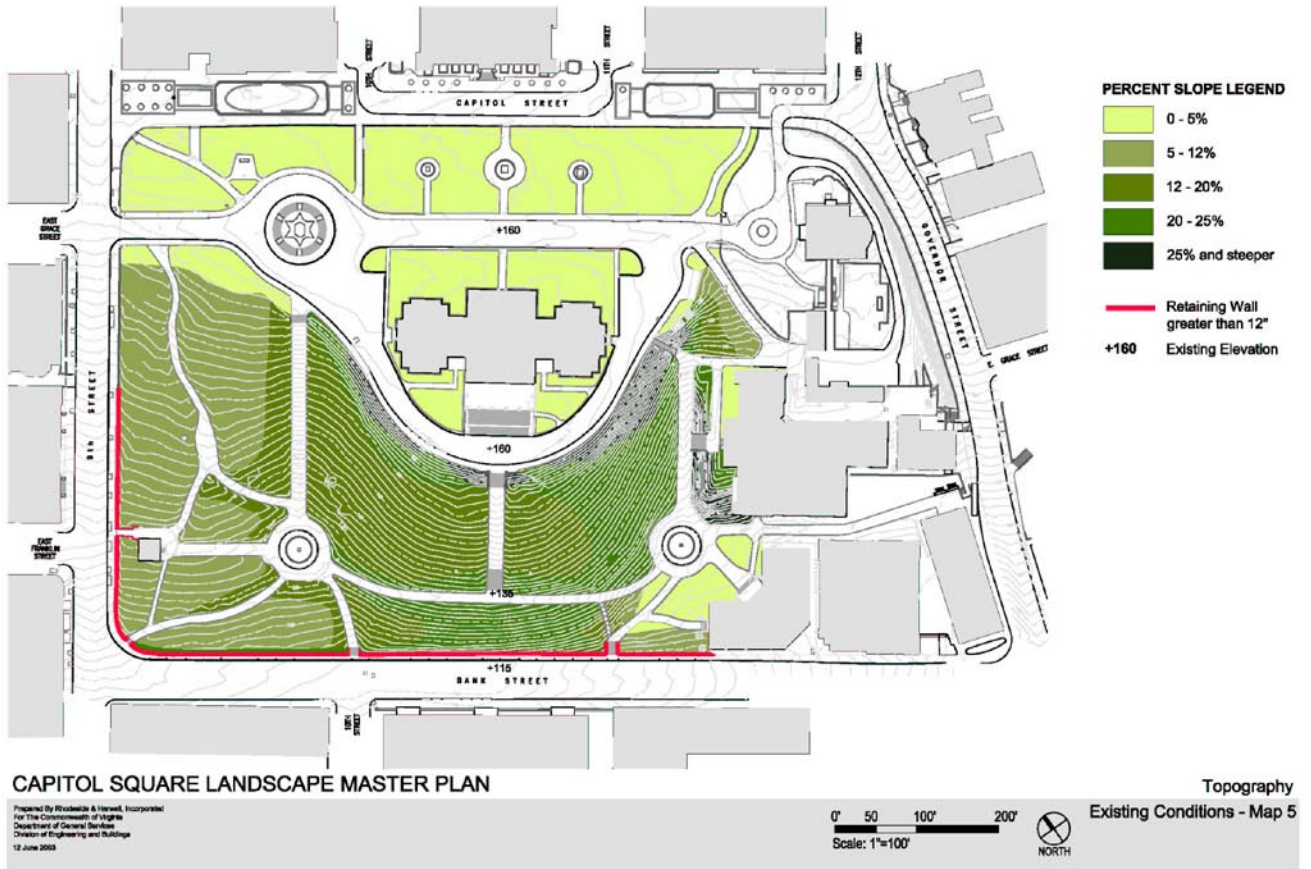 10TH
STREET
11TH
STREET
12TH
STREET
CAPITOL STREET
PERCENT SLOPE LEGEND
0 - 5%
5 - 12%
12 - 20%
20 - 25%
25% and steeper
Retaining Wall
greater than 12"
+160 Existing Elevation
EAST
GRACE
STREET
+160
GOVERNOR STREET
E. GRACE STREET
9th STREET
+160
EAST
FRANKLIN
STREET
+135
+115
BANK STREET
10TH
STREET
CAPITOL SQUARE LANDSCAPE MASTER PLAN
Topography
Prepared By Rhodeside & Harwell, Incorporated
For The Commonwealth of Virginia
Department of General Services
Division of Engineering and Buildings
12 June 2003
0' 50 100' 200'
Scale: 1"=100'
NORTH
Existing Conditions - Map 5